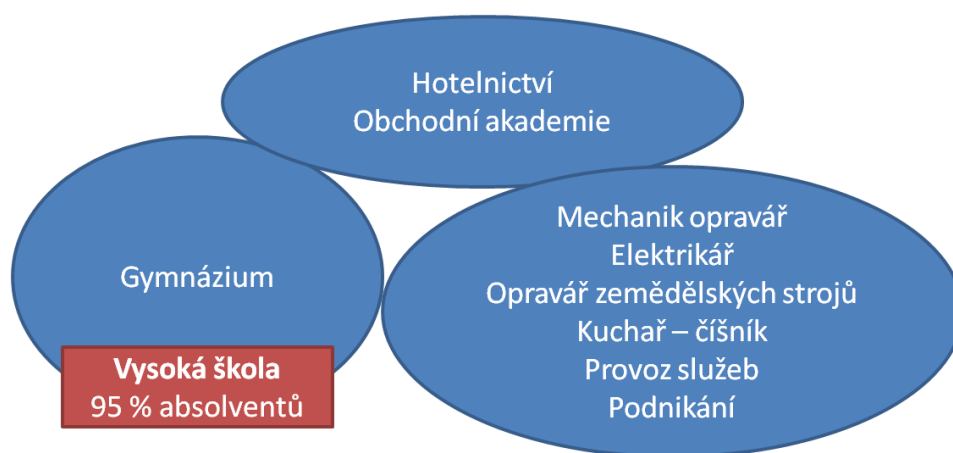 Hotelnictví
Obchodní akademie
Gymnázium
Vysoká škola
95 % absolventů
Mechanik opravář
Elektrikář
Opravář zemědělských strojů
Kuchař – číšník
Provoz služeb
Podnikání